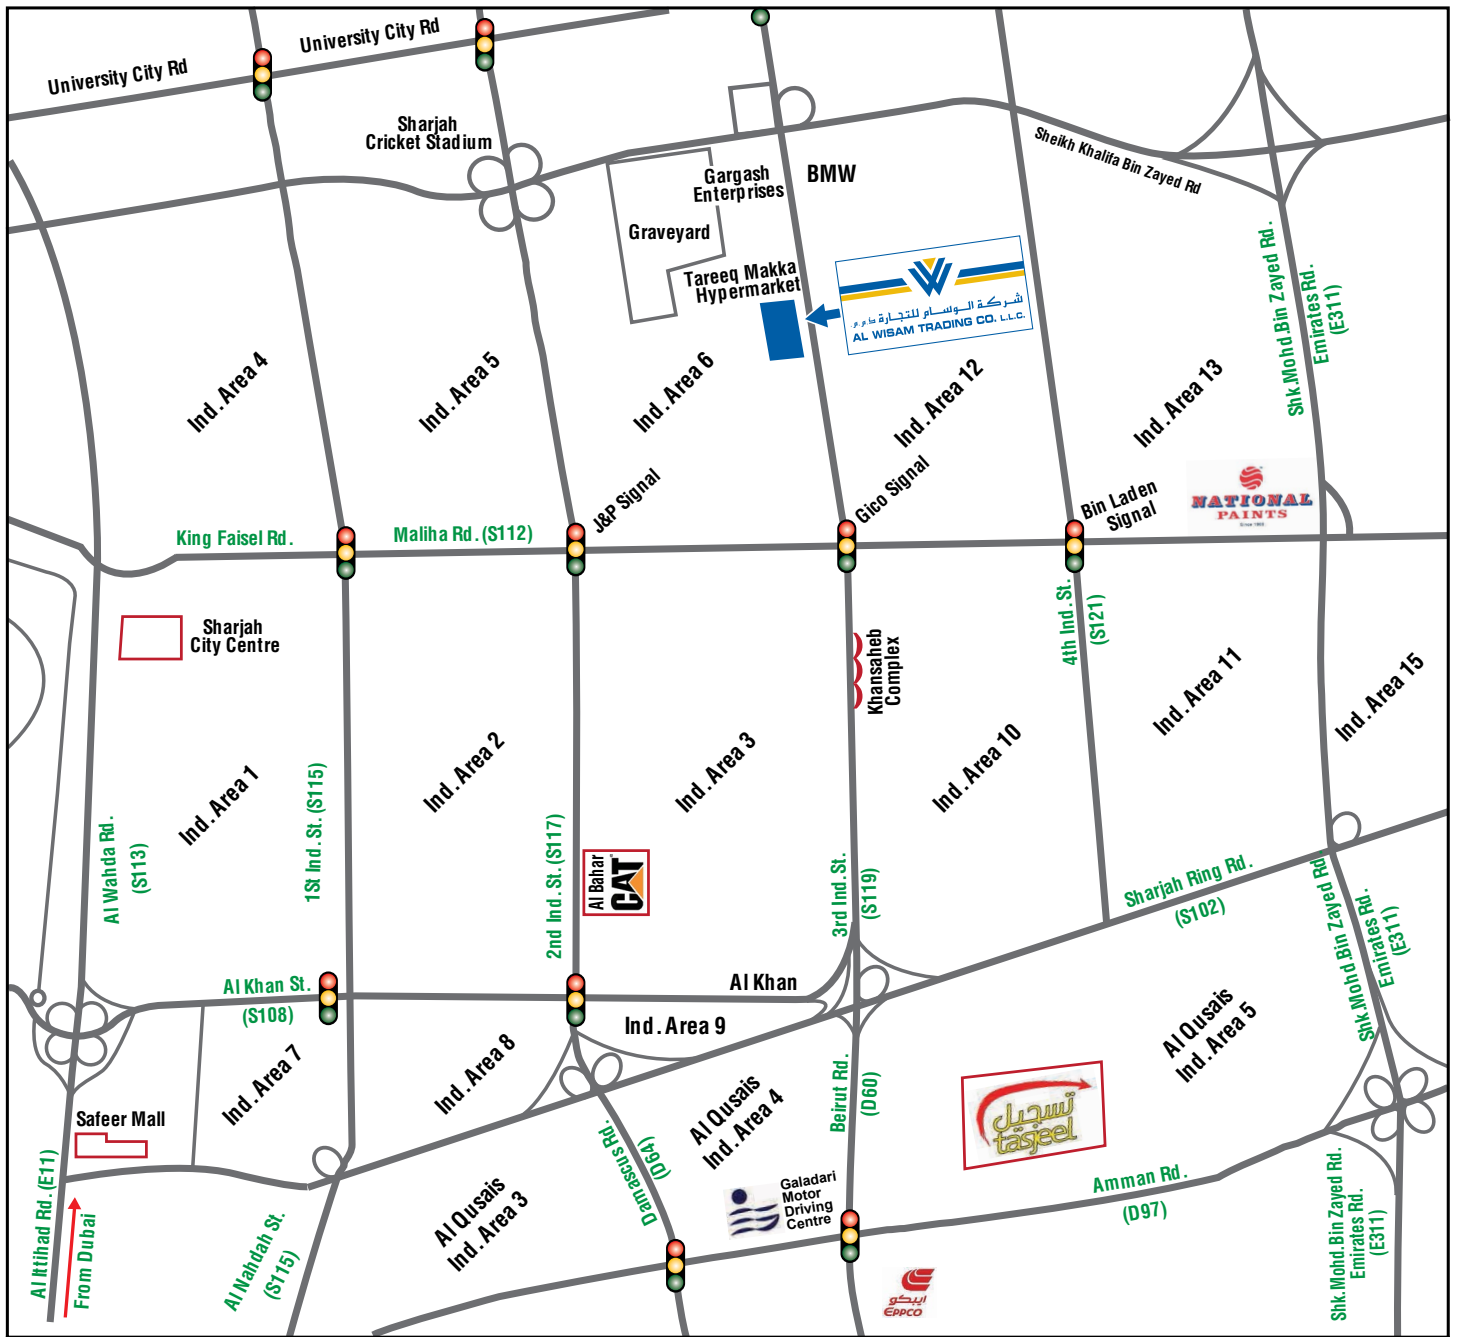 University City Rd
University City Rd
Sharjah
Cricket Stadium
Gargash
Enterprises
BMW
Sheikh Khalifa Bin Zayed Rd
Graveyard
Tareeq Makka
Hypermarket
شركة الوسام للتجارة ذ.م.م.
AL WISAM TRADING CO. L.L.C.
Shk.Mohd.Bin Zayed Rd.
Emirates Rd.
(E311)
Ind. Area 4
Ind. Area 5
Ind. Area 6
Ind. Area 12
Ind. Area 13
J&P Signal
Gico Signal
Bin Laden
Signal
NATIONAL
PAINTS
King Faisel Rd.
Maliha Rd. (S112)
Sharjah
City Centre
Khansaheb
Complex
4th Ind. St.
(S121)
Ind. Area 1
Ind. Area 2
Ind. Area 3
Ind. Area 10
Ind. Area 11
Ind. Area 15
Al Wahda Rd.
(S113)
1St Ind. St. (S115)
2nd Ind. St. (S117)
Al Bahar
CAT
3rd Ind. St.
(S119)
Sharjah Ring Rd.
(S102)
Shk.Mohd.Bin Zayed Rd.
Emirates Rd.
(E311)
Al Khan St.
(S108)
Al Khan
Ind. Area 9
Ind. Area 7
Ind. Area 8
Al Qusais
Ind. Area 4
Beirut Rd.
(D60)
Al Qusais
Ind. Area 5
تسجيل
tasjeel
Safeer Mall
Damascus Rd.
(D64)
Galadari
Motor
Driving
Centre
Amman Rd.
(D97)
Al Qusais
Ind. Area 3
Al Ittihad Rd. (E11)
From Dubai
Al Nahdah St.
(S115)
Shk.Mohd.Bin Zayed Rd.
Emirates Rd.
(E311)
ايبكو
EPPCO